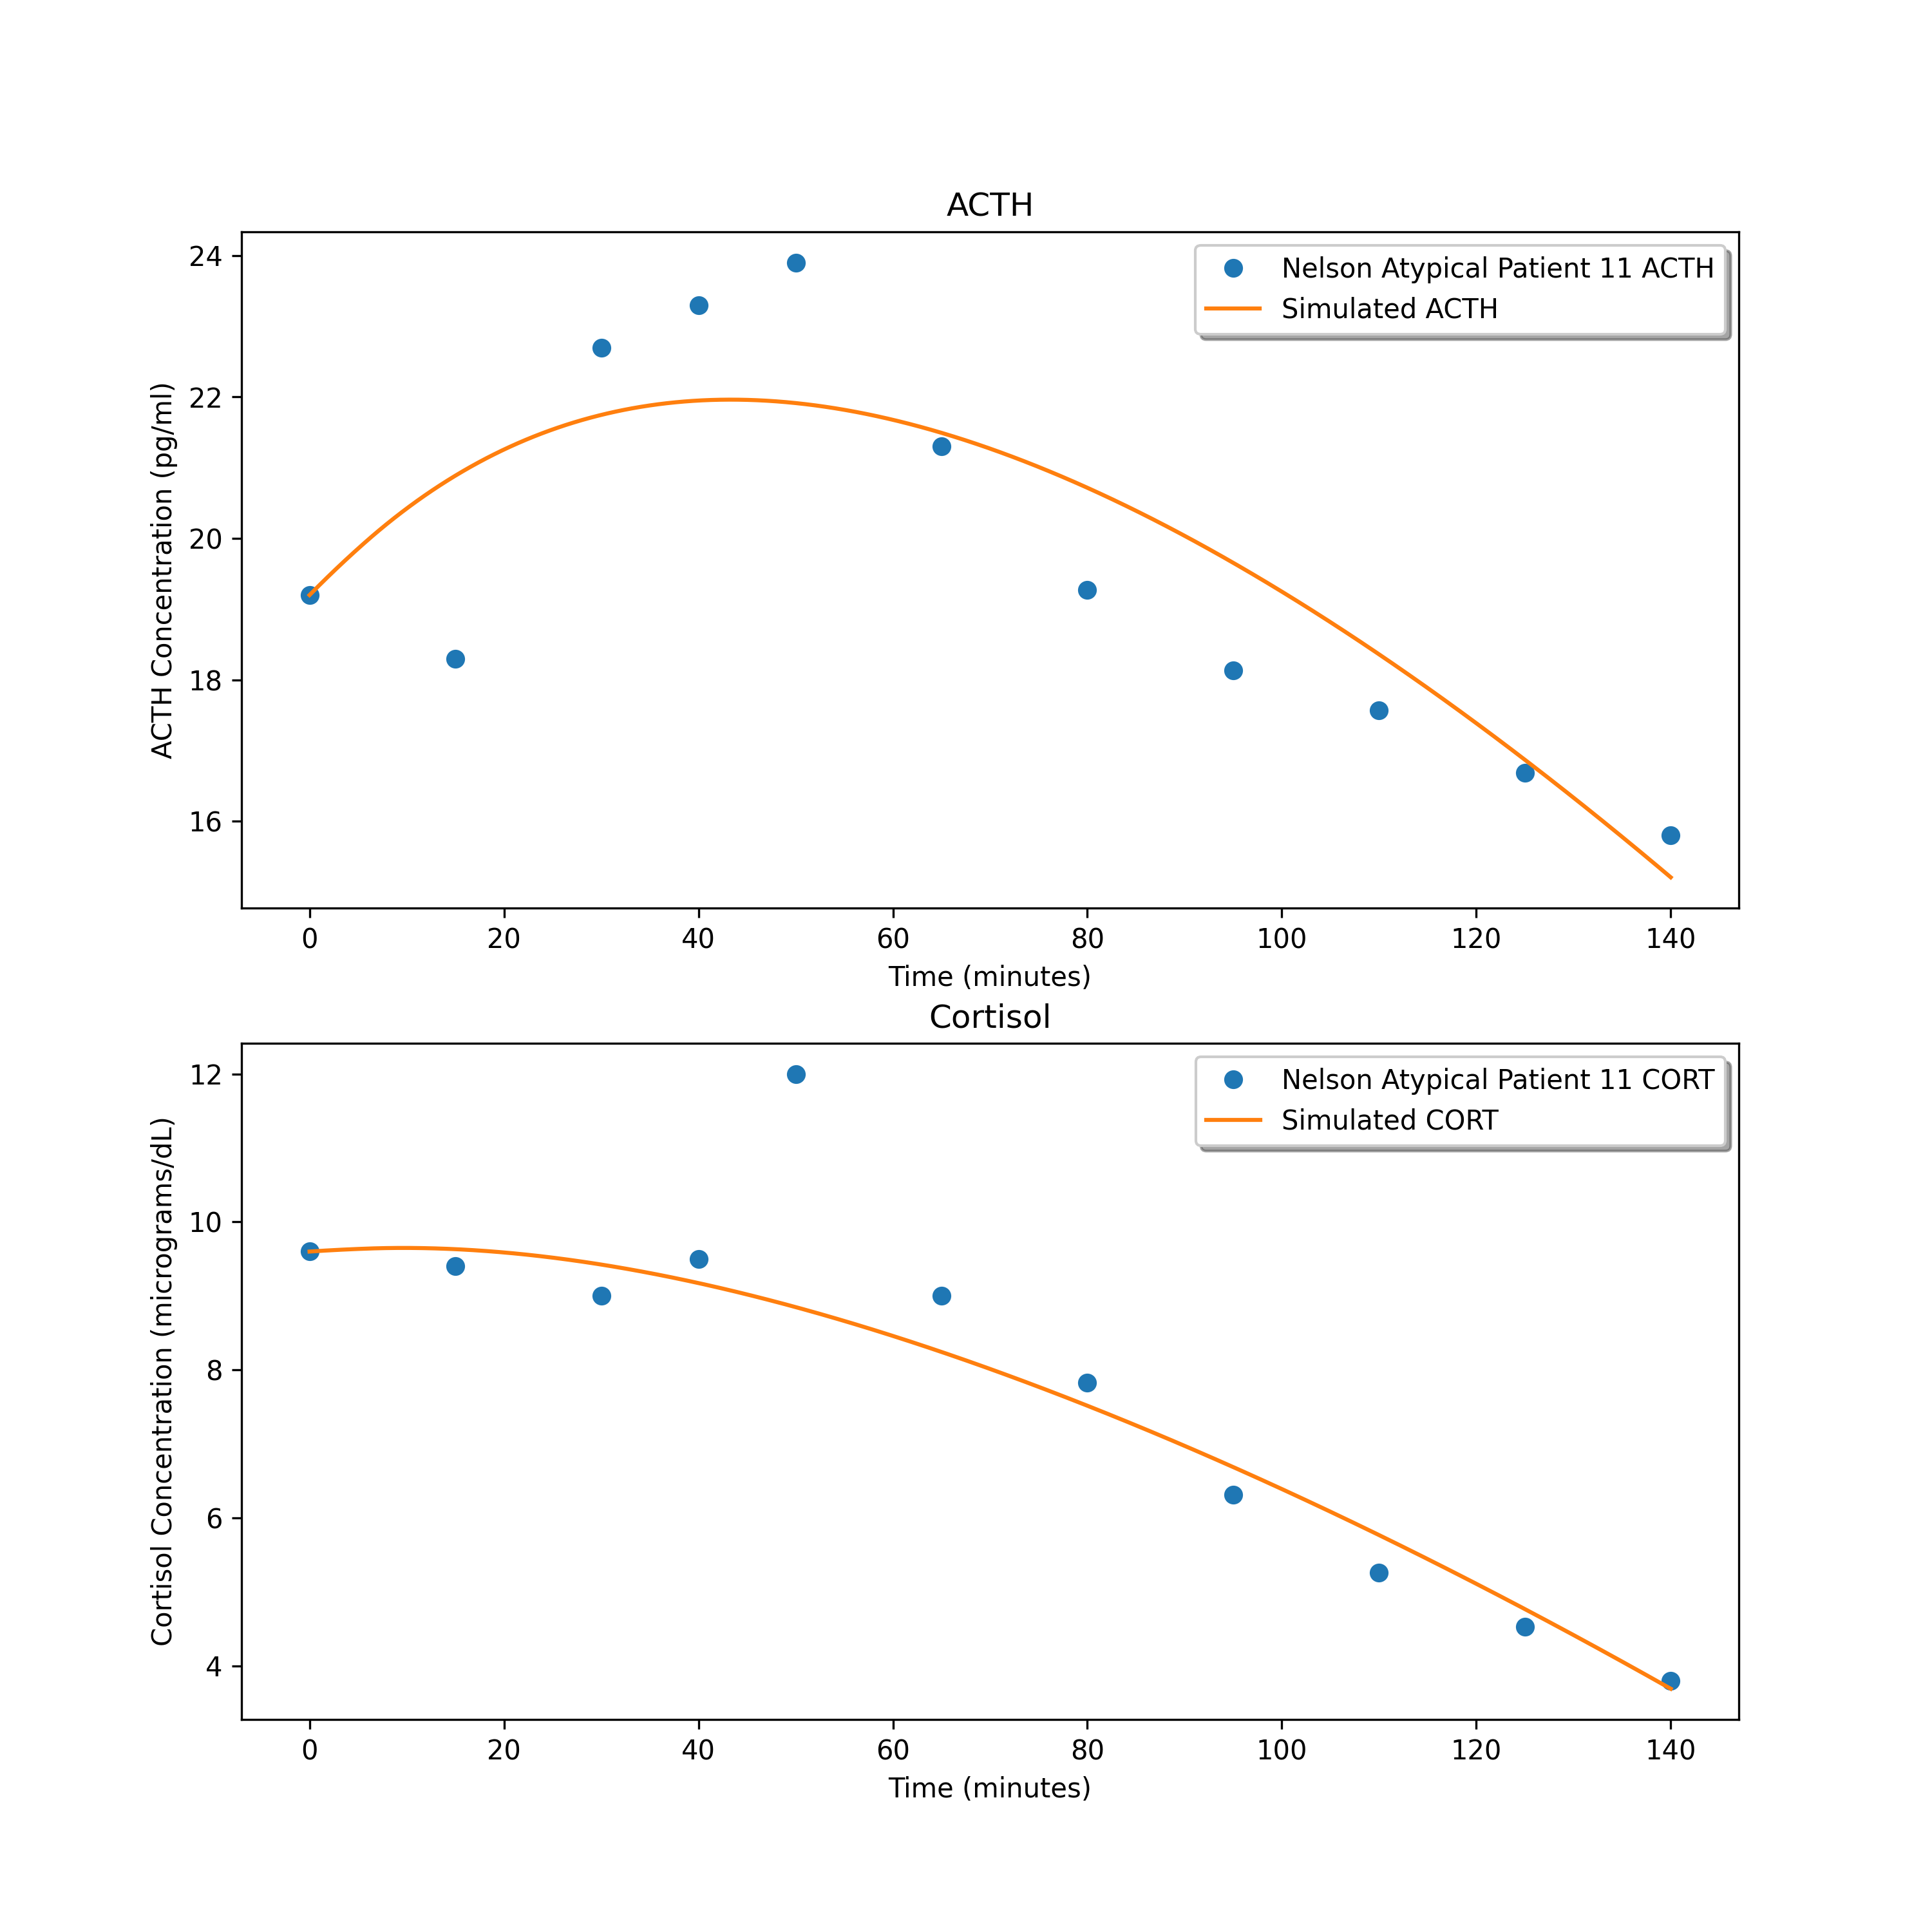 ACTH
Nelson Atypical Patient 11 ACTH
Simulated ACTH
ACTH Concentration (pg/ml)
24
22
20
18
16
0 20 40 60 80 100 120 140
Time (minutes)
Cortisol
Nelson Atypical Patient 11 CORT
Simulated CORT
Cortisol Concentration (micrograms/dL)
12
10
8
6
4
0 20 40 60 80 100 120 140
Time (minutes)